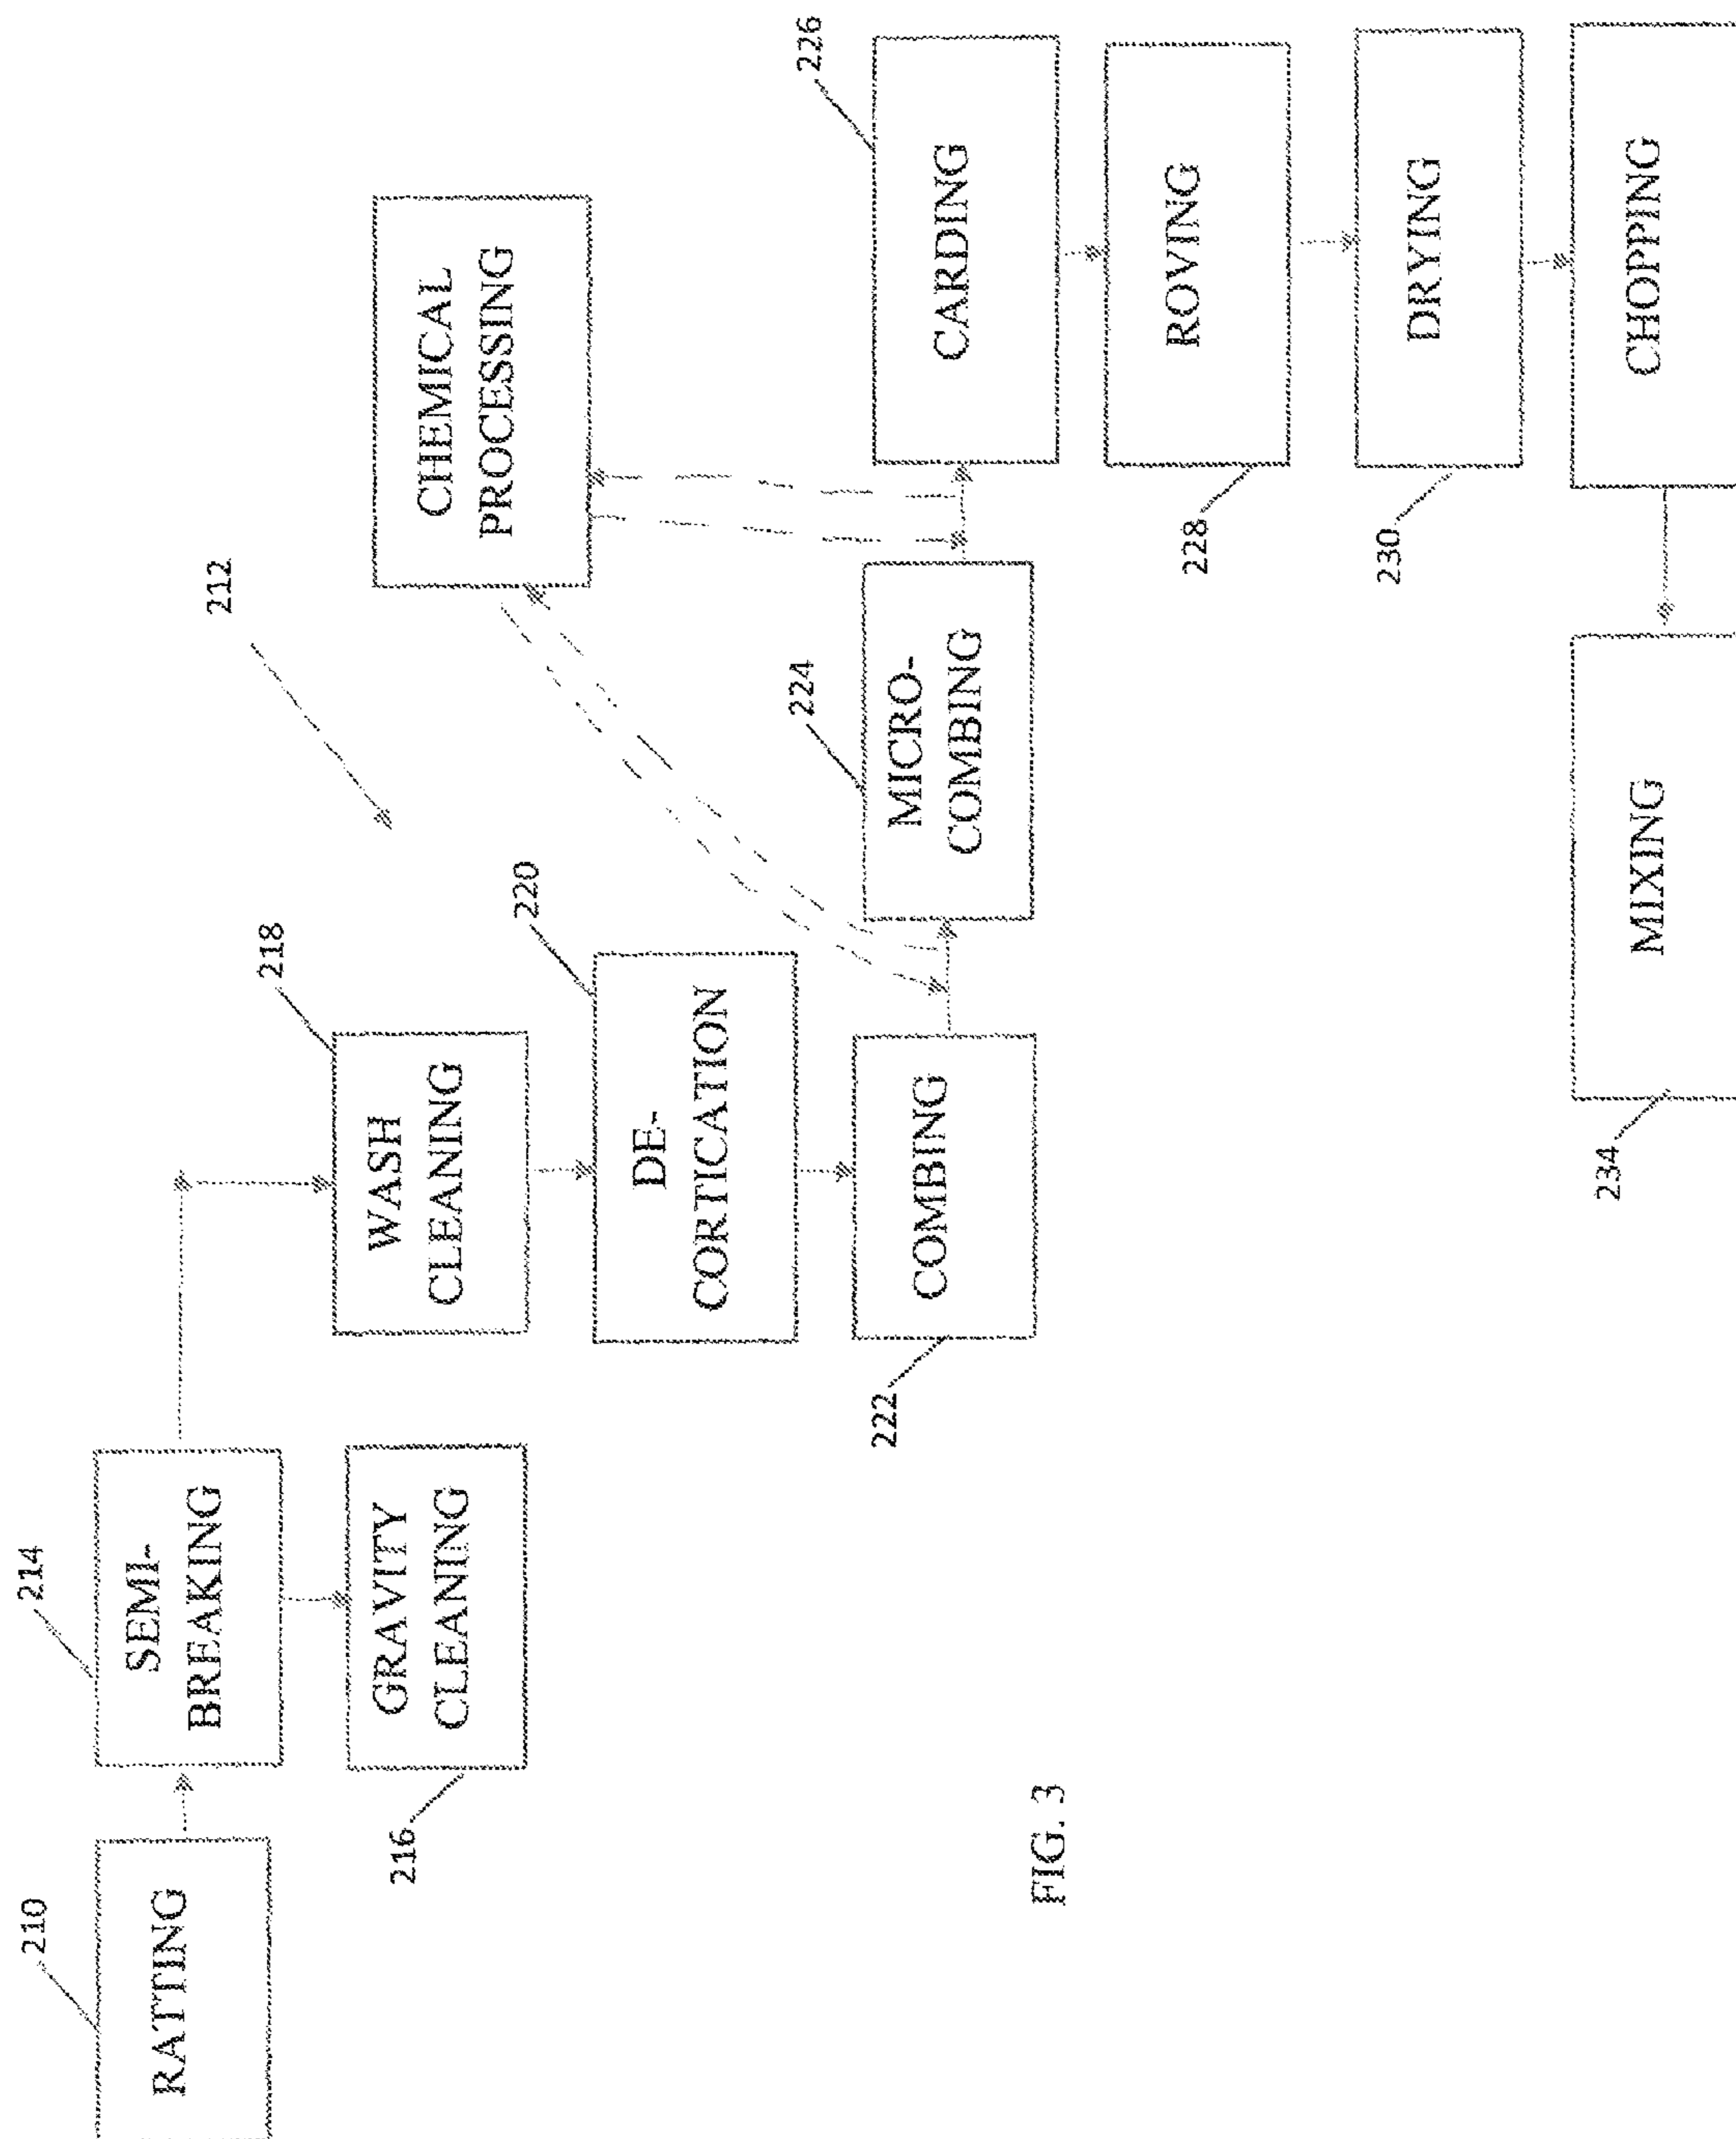 210
RATTING
214
SEMI-
BREAKING
216
GRAVITY
CLEANING
212
218
WASH
CLEANING
220
DE-
CORTICATION
222
COMBING
CHEMICAL
PROCESSING
224
MICRO-
COMBING
226
CARDING
228
ROVING
230
DRYING
CHOPPING
234
MIXING
FIG. 3